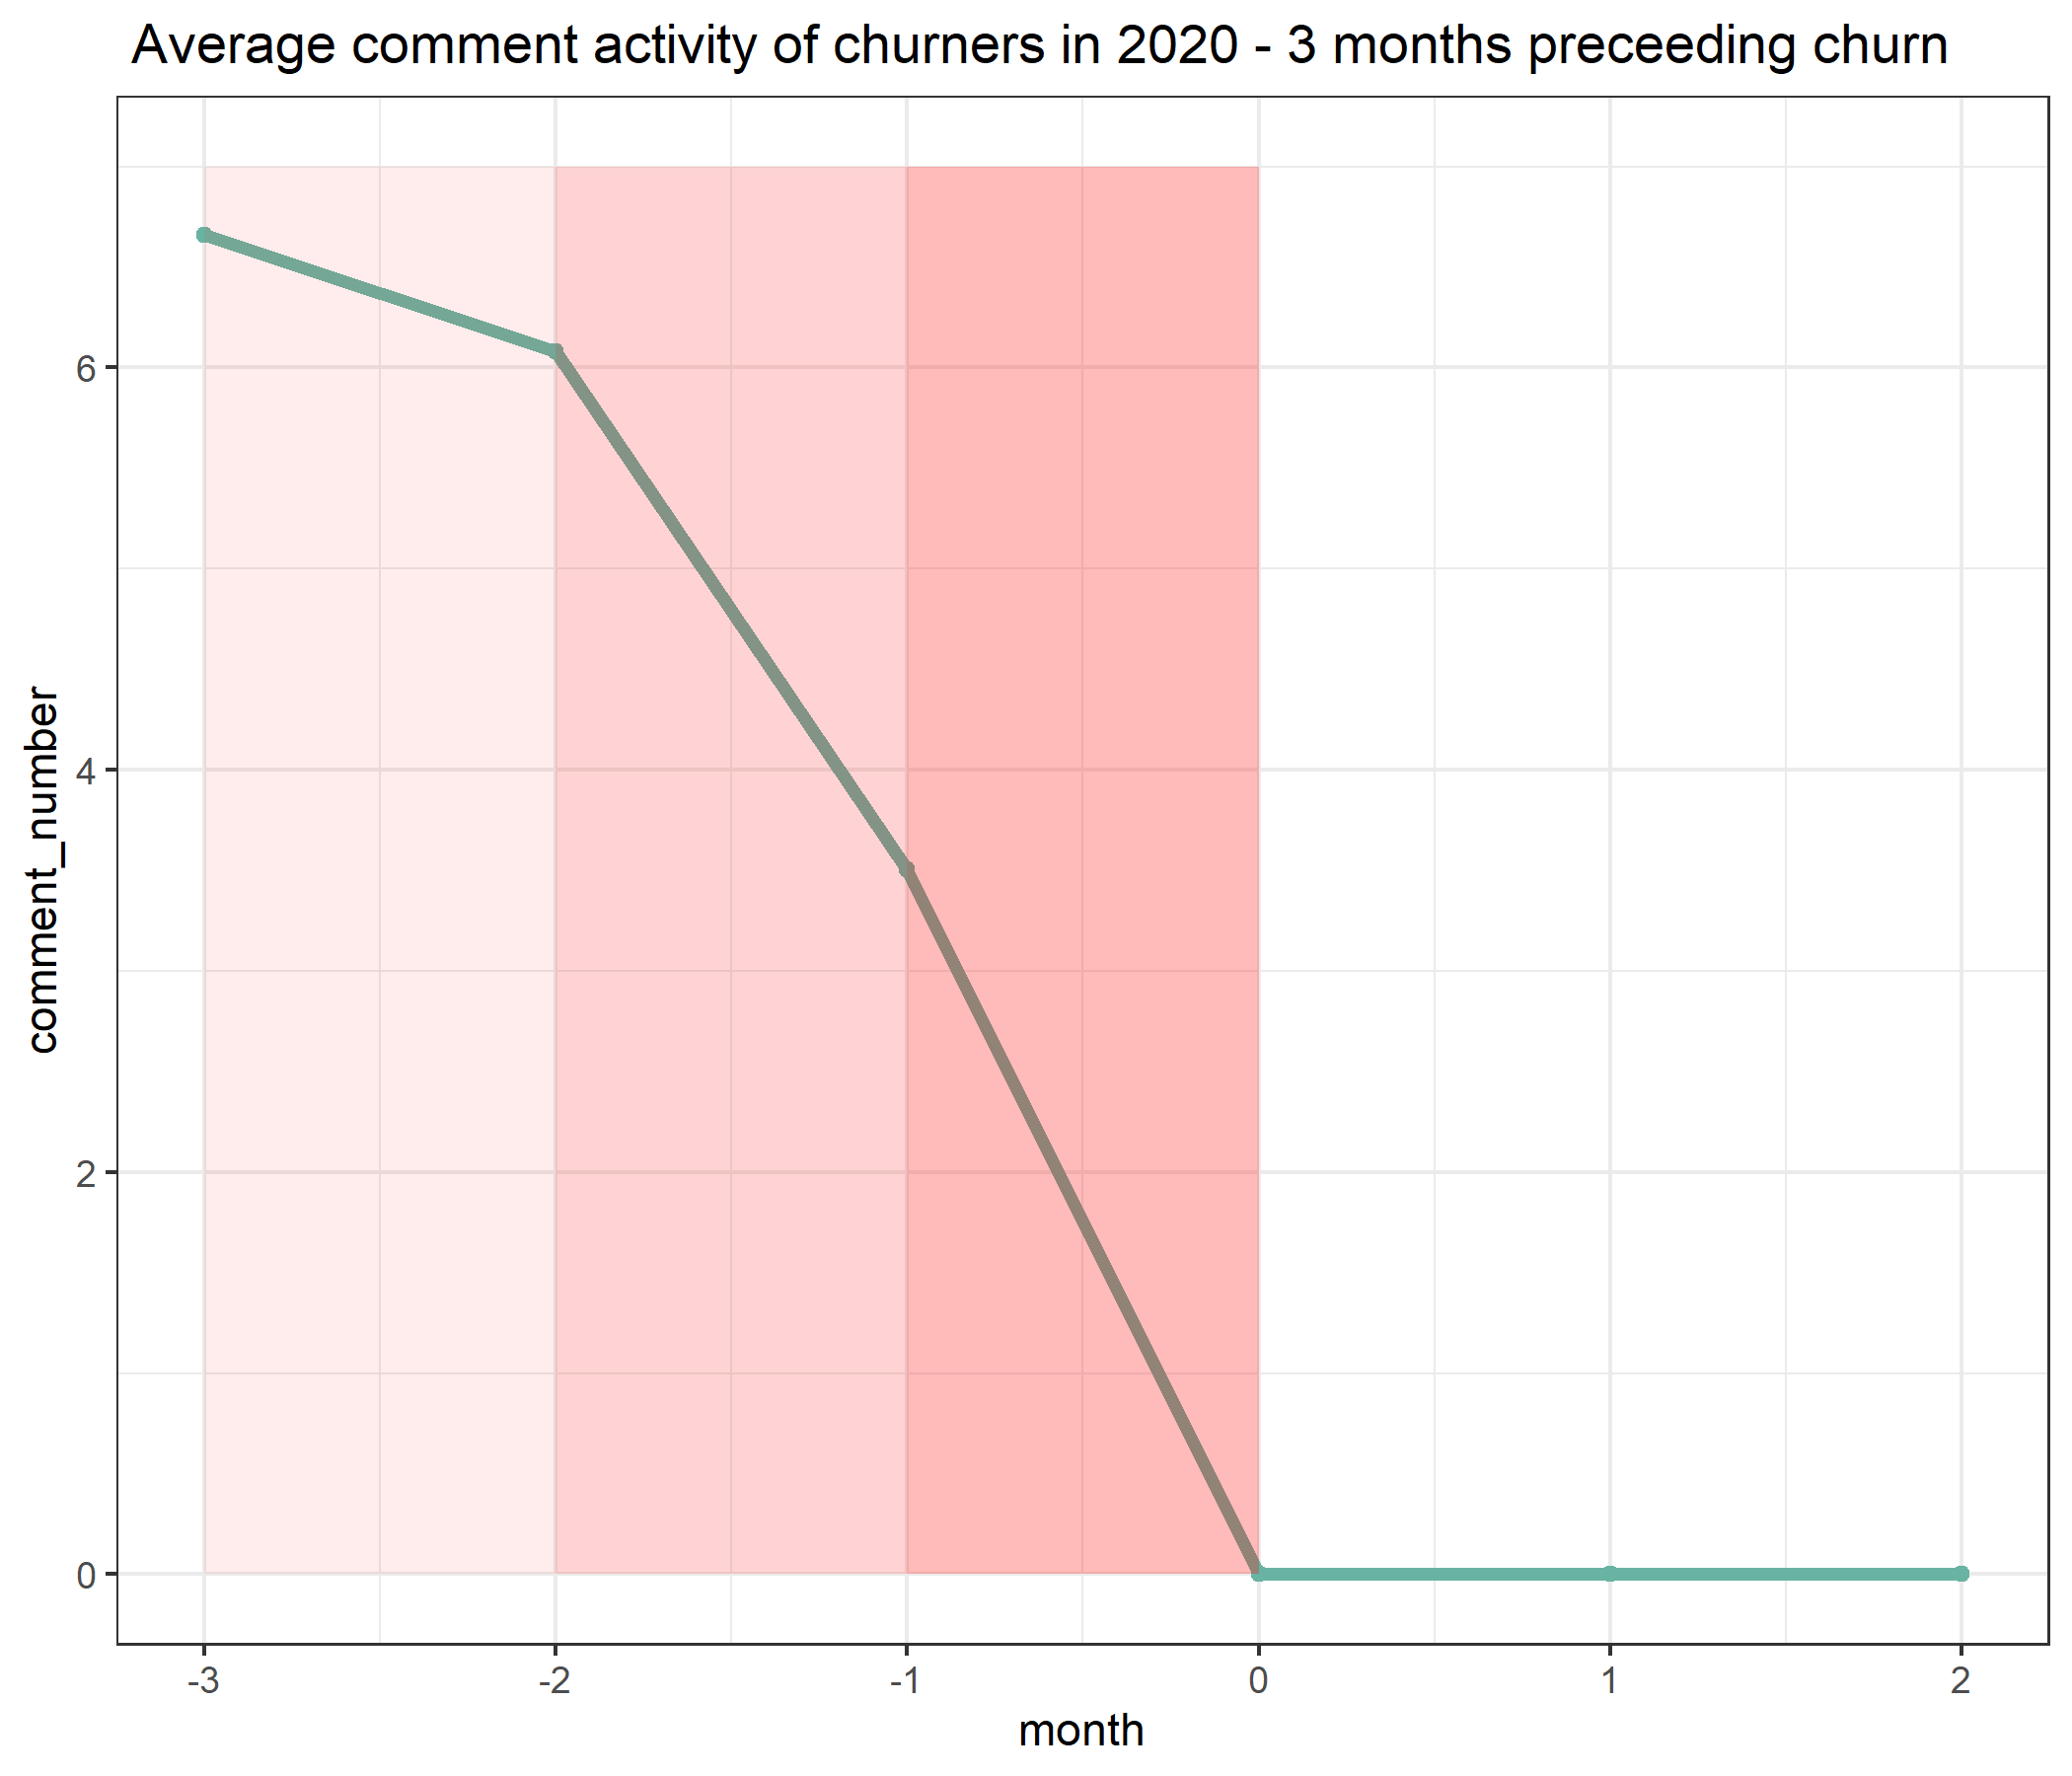 Average comment activity of churners in 2020 - 3 months preceeding churn
comment_number
6
4
2
0
-3 -2 -1 0 1 2
month